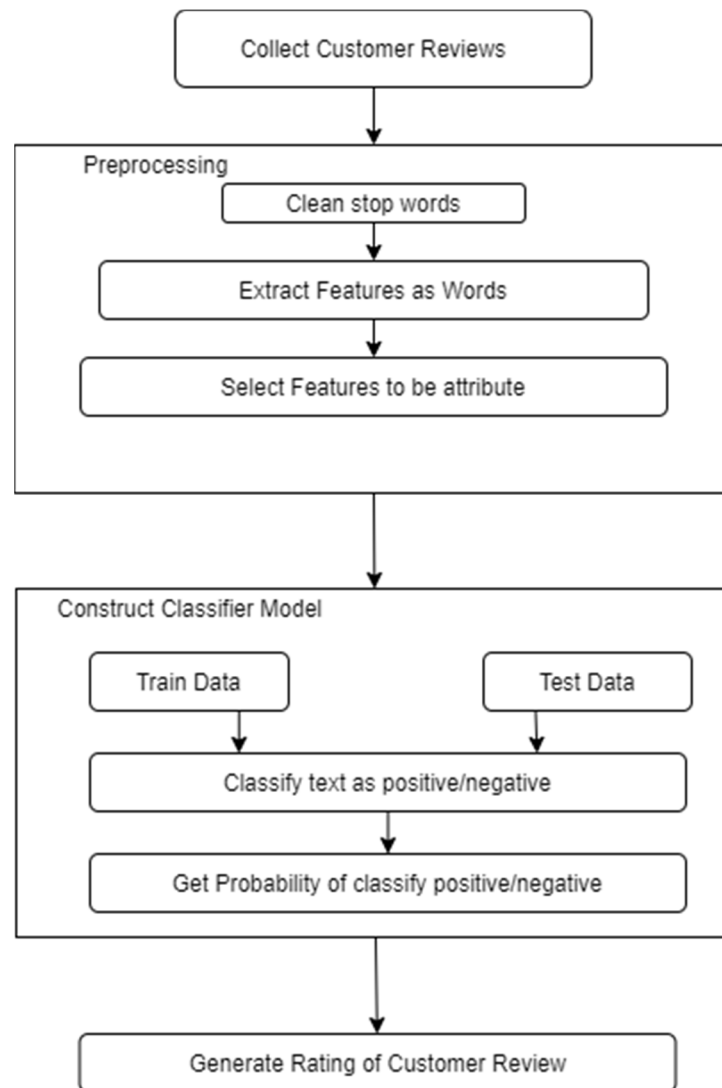 Collect Customer Reviews
Preprocessing
Clean stop words
Extract Features as Words
Select Features to be attribute
Construct Classifier Model
Train Data
Test Data
Classify text as positive/negative
Get Probability of classify positive/negative
Generate Rating of Customer Review